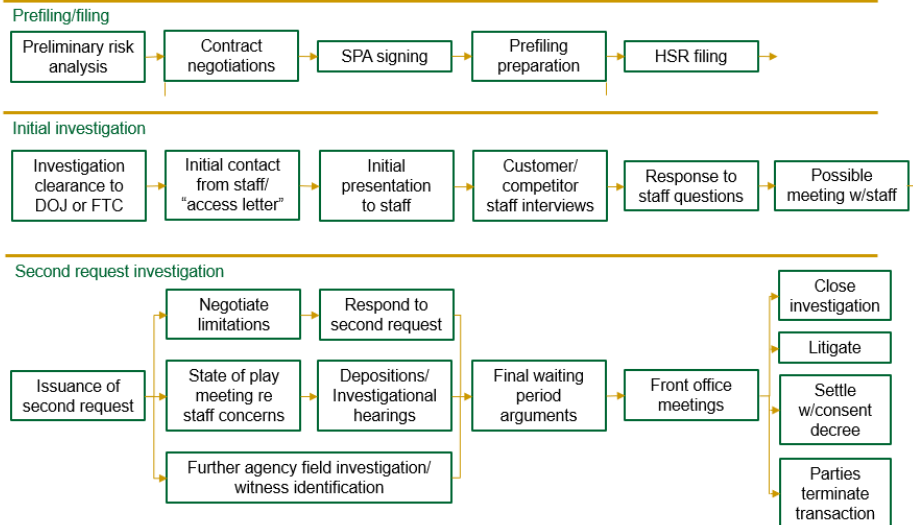 Prefiling/filing
Preliminary risk
analysis
Contract
negotiations
SPA signing
Prefiling
preparation
HSR filing
Initial investigation
Investigation
clearance to
DOJ or FTC
Initial contact
from staff/
“access letter”
Initial
presentation
to staff
Customer/
competitor
staff interviews
Response to
staff questions
Possible
meeting w/staff
Second request investigation
Issuance of
second request
Negotiate
limitations
Respond to
second request
State of play
meeting re
staff concerns
Depositions/
Investigational
hearings
Further agency field investigation/
witness identification
Final waiting
period
arguments
Front office
meetings
Close
investigation
Litigate
Settle
w/consent
decree
Parties
terminate
transaction